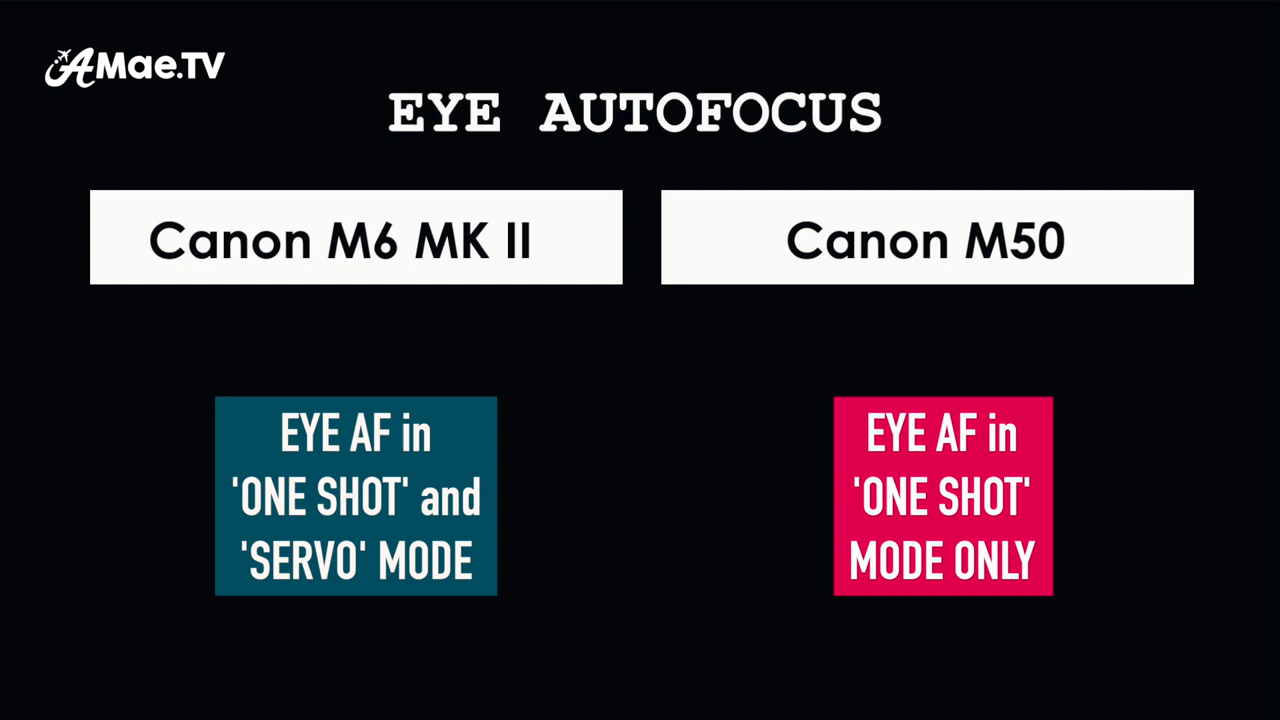 AMae.TV
EYE AUTOFOCUS
Canon M6 MK II
Canon M50
EYE AF in
'ONE SHOT' and
'SERVO' MODE
EYE AF in
'ONE SHOT'
MODE ONLY